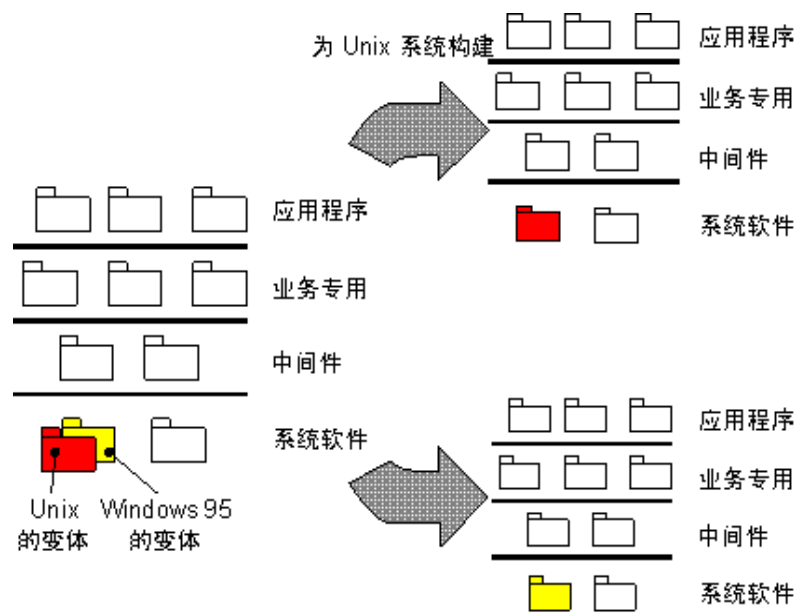 为 Unix 系统构建
应用程序
业务专用
中间件
系统软件
应用程序
业务专用
中间件
系统软件
Unix
的变体
Windows 95
的变体
应用程序
业务专用
中间件
系统软件